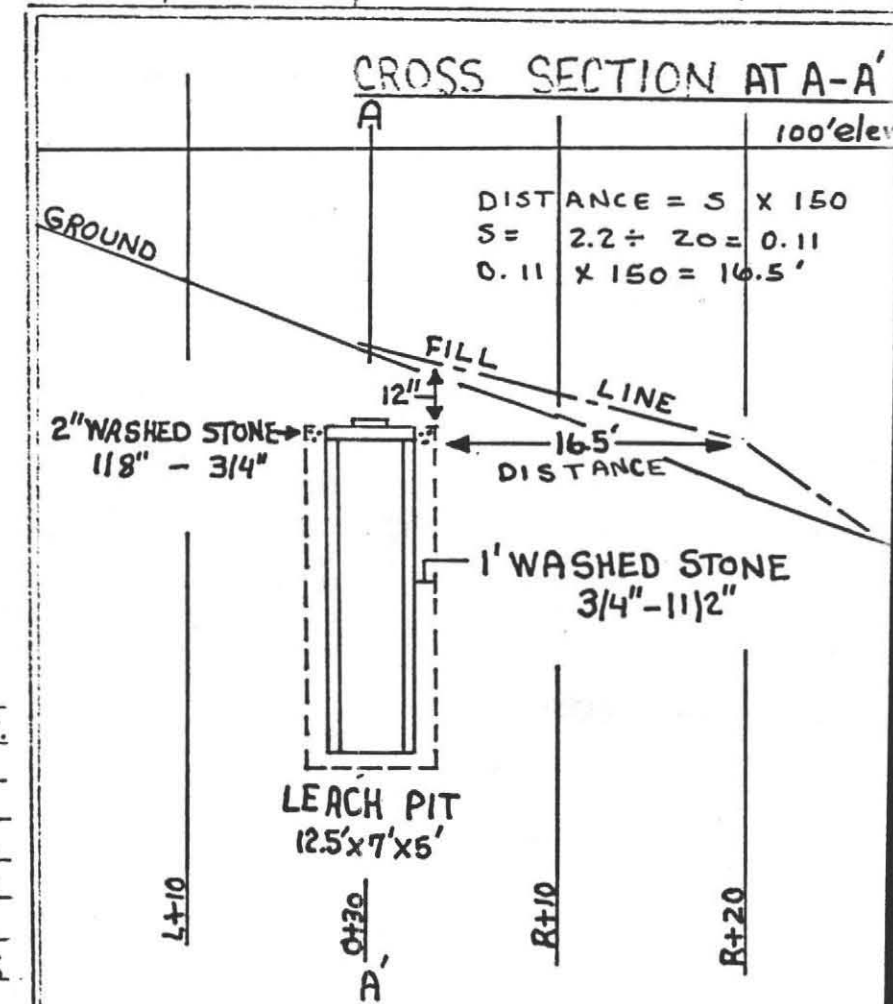 CROSS SECTION AT A-A'
A
100'elev
DISTANCE = S X 150
S= 2.2 ÷ 20 = 0.11
0.11 X 150 = 16.5'
GROUND
FILL LINE
12"
2" WASHED STONE
1/8" - 3/4"
16.5'
DISTANCE
1' WASHED STONE
3/4"-11/2"
LEACH PIT
12.5'x7'x5'
L+10
0+30
R+10
R+20
A'